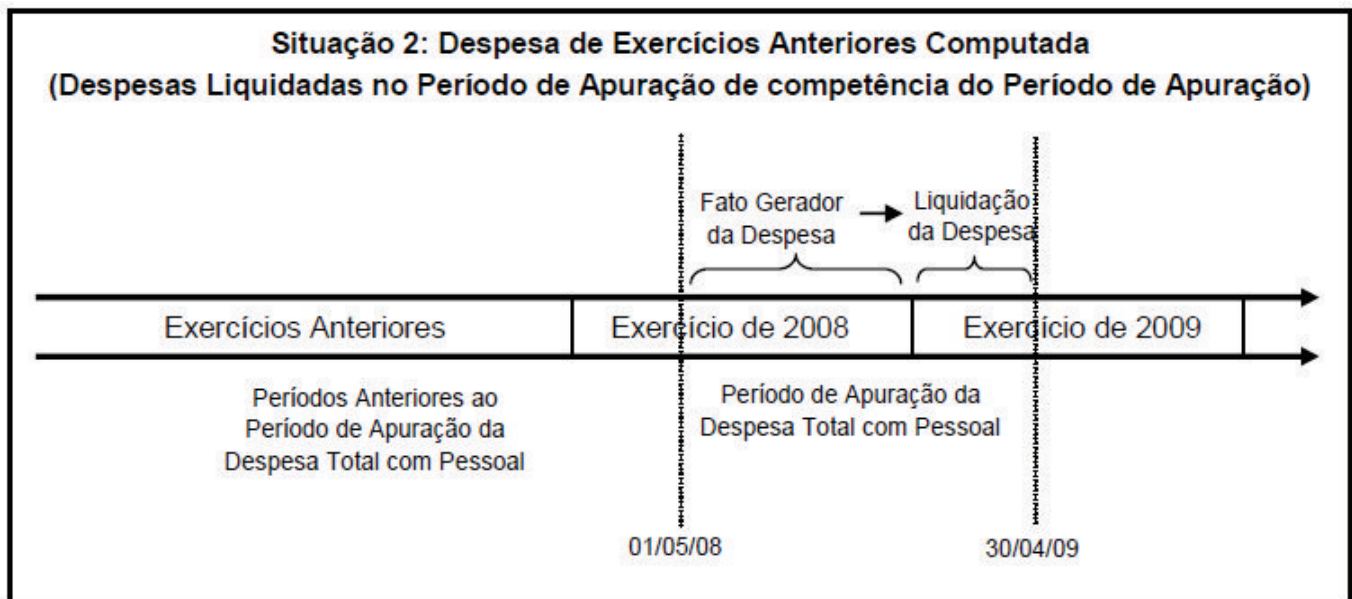 Situação 2: Despesa de Exercícios Anteriores Computada
(Despesas Liquidadas no Período de Apuração de competência do Período de Apuração)
Fato Gerador
da Despesa
Liquidação
da Despesa
Exercícios Anteriores
Exercício de 2008
Exercício de 2009
Períodos Anteriores ao
Período de Apuração da
Despesa Total com Pessoal
Período de Apuração da
Despesa Total com Pessoal
01/05/08
30/04/09